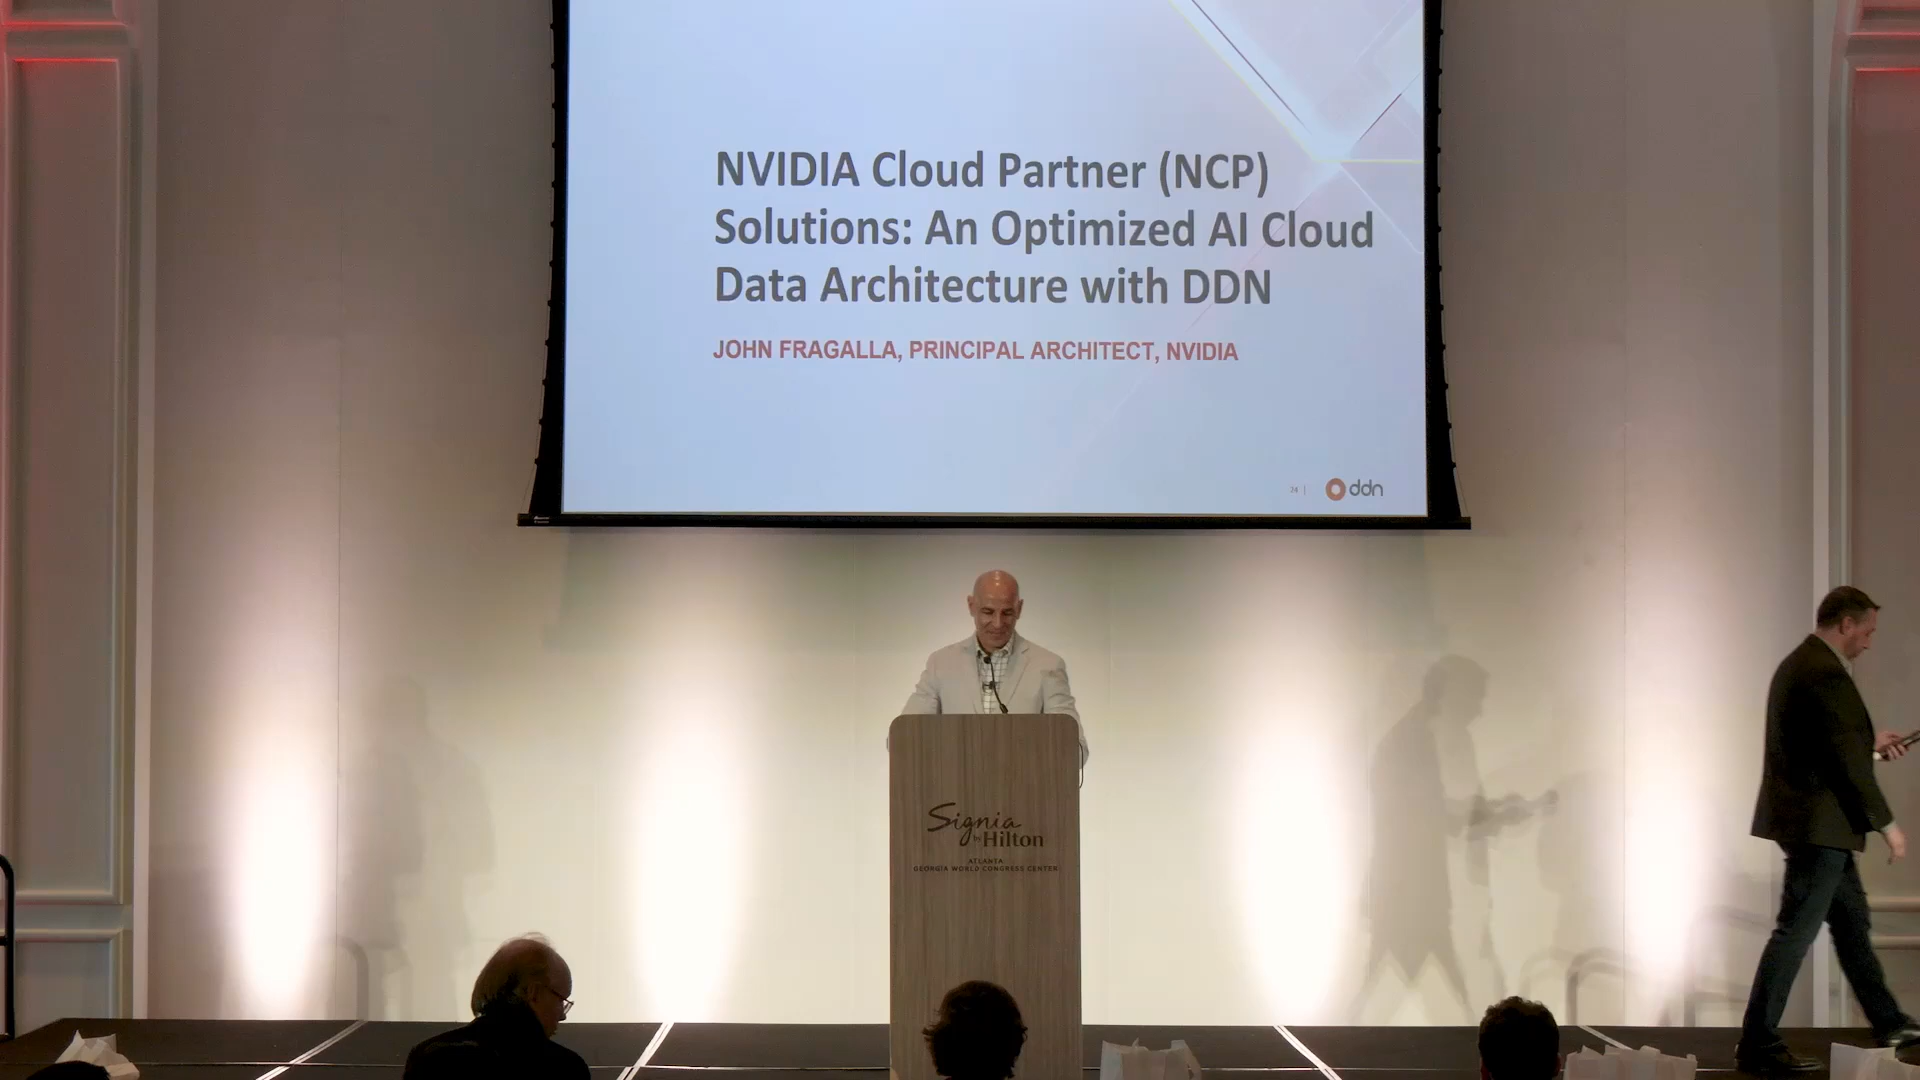 NVIDIA Cloud Partner (NCP)
Solutions: An Optimized AI Cloud
Data Architecture with DDN
JOHN FRAGALLA, PRINCIPAL ARCHITECT, NVIDIA
ddn
Signia
by Hilton
ATLANTA
GEORGIA WORLD CONGRESS CENTER